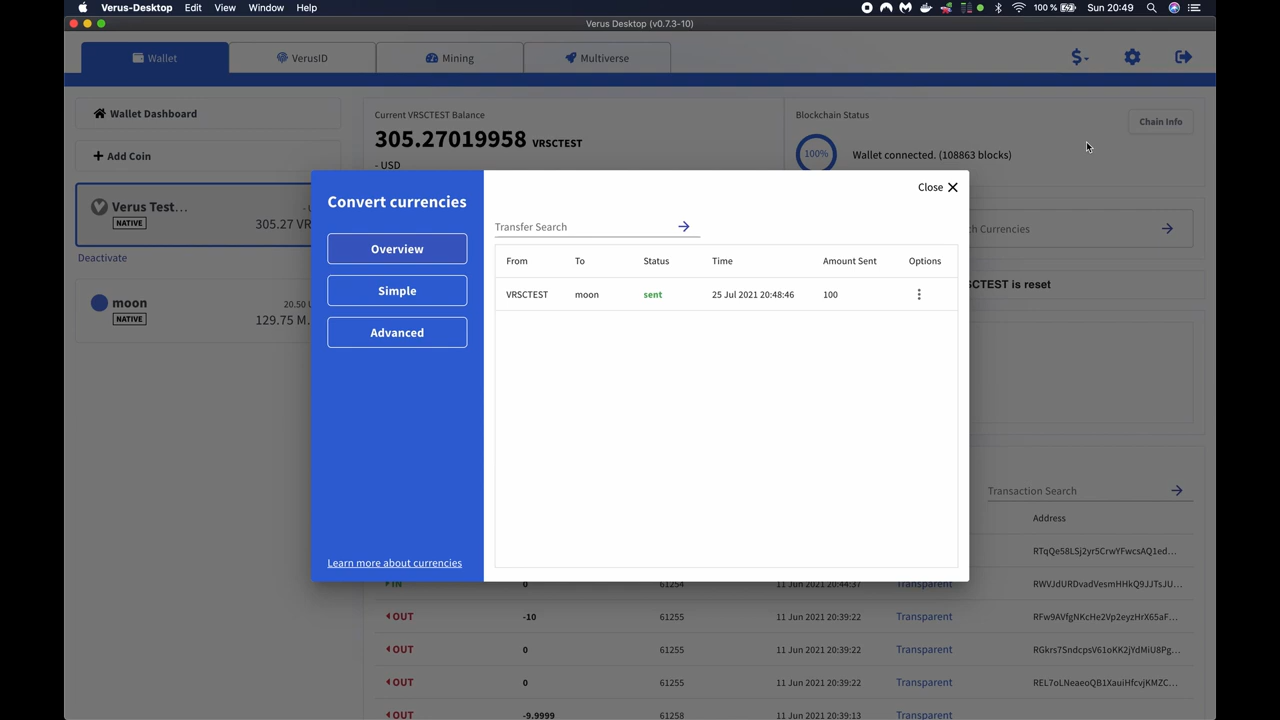 Verus-Desktop Edit View Window Help
100 % Sun 20:49
Verus Desktop (v0.7.3-10)
Wallet
VerusID
Mining
Multiverse
$
Wallet Dashboard
Add Coin
Verus Test...
NATIVE
305.27 VR
Deactivate
moon
NATIVE
20.50
129.75 M.
Current VRSCTEST Balance
305.27019958 VRSCTEST
- USD
Blockchain Status
Chain Info
100%
Wallet connected. (108863 blocks)
Convert currencies
Overview
Simple
Advanced
Learn more about currencies
Close
Transfer Search
From To Status Time Amount Sent Options
VRSCTEST moon sent 25 Jul 2021 20:48:46 100
ch Currencies
SCTEST is reset
Transaction Search
Address
RTqQe58LSj2yr5CrwYFwcsAQ1ed...
IN 0 61254 11 Jun 2021 20:44:37 Transparent RWVJdURDvadVesmHHkQ9JJTsJU...
OUT -10 61255 11 Jun 2021 20:39:22 Transparent RFw9AVfgNKcHe2Vp2eyzHrX65aF...
OUT 0 61255 11 Jun 2021 20:39:22 Transparent RGkrs7SndcpsV61oKK2jYdMiU8Pg...
OUT 0 61255 11 Jun 2021 20:39:22 Transparent REL7oLNeaeoQB1XauiHfcvjKMZC...
OUT -9.9999 61258 11 Jun 2021 20:39:13 Transparent